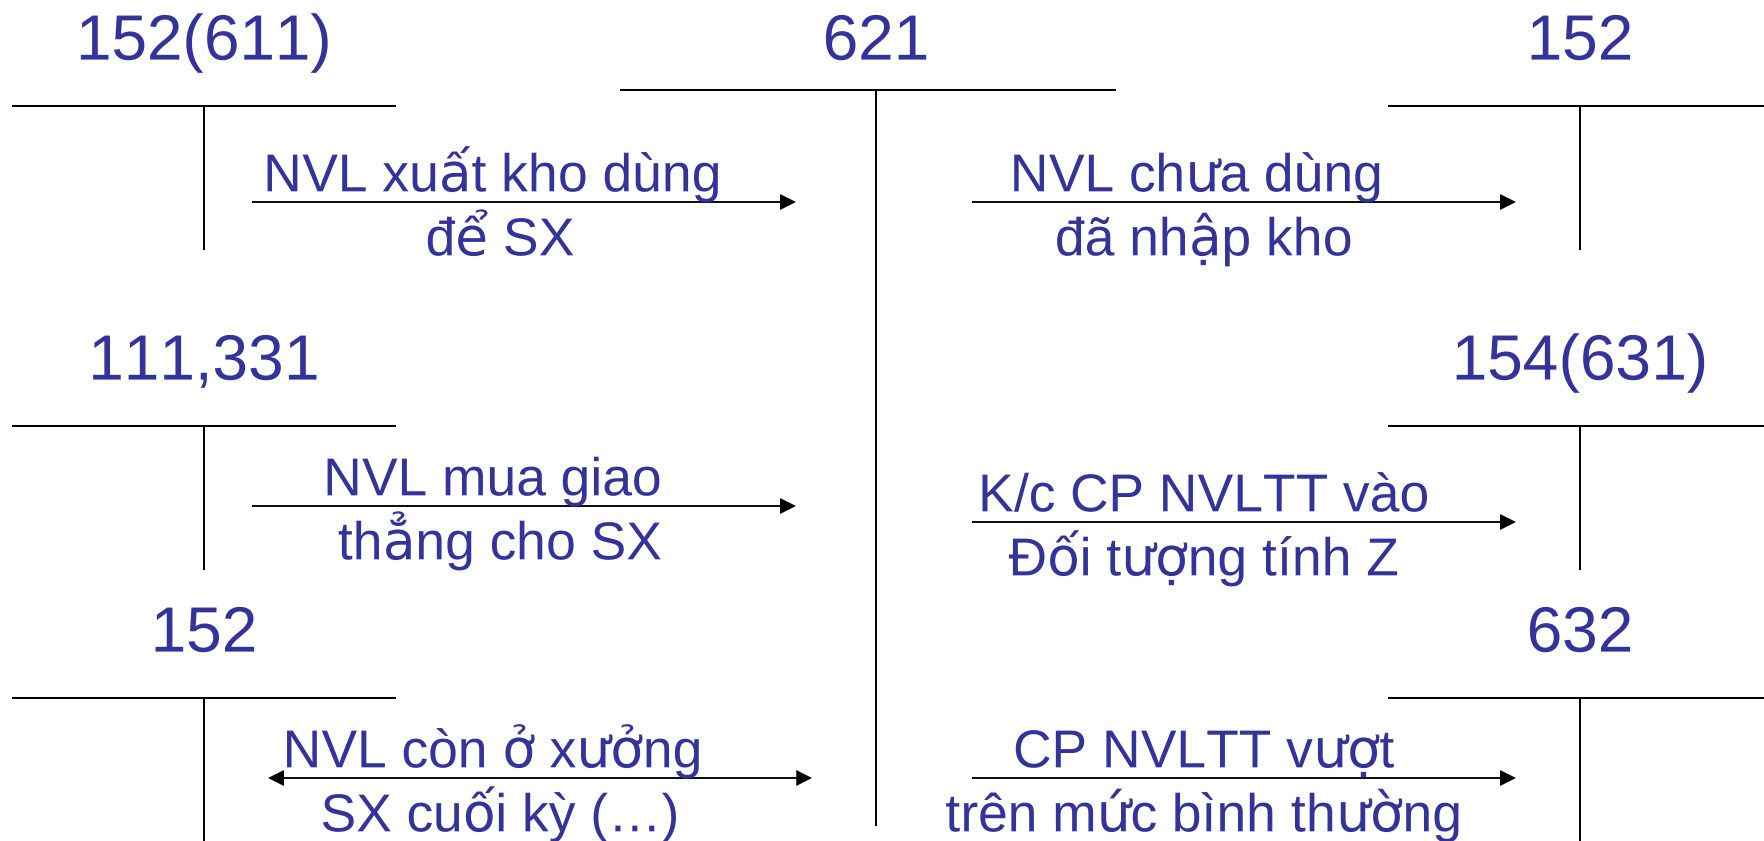 152(611)
621
152
NVL xuất kho dùng
để SX
NVL chưa dùng
đã nhập kho
111,331
154(631)
NVL mua giao
thẳng cho SX
K/c CP NVLTT vào
Đối tượng tính Z
152
632
NVL còn ở xưởng
SX cuối kỳ (…)
CP NVLTT vượt
trên mức bình thường